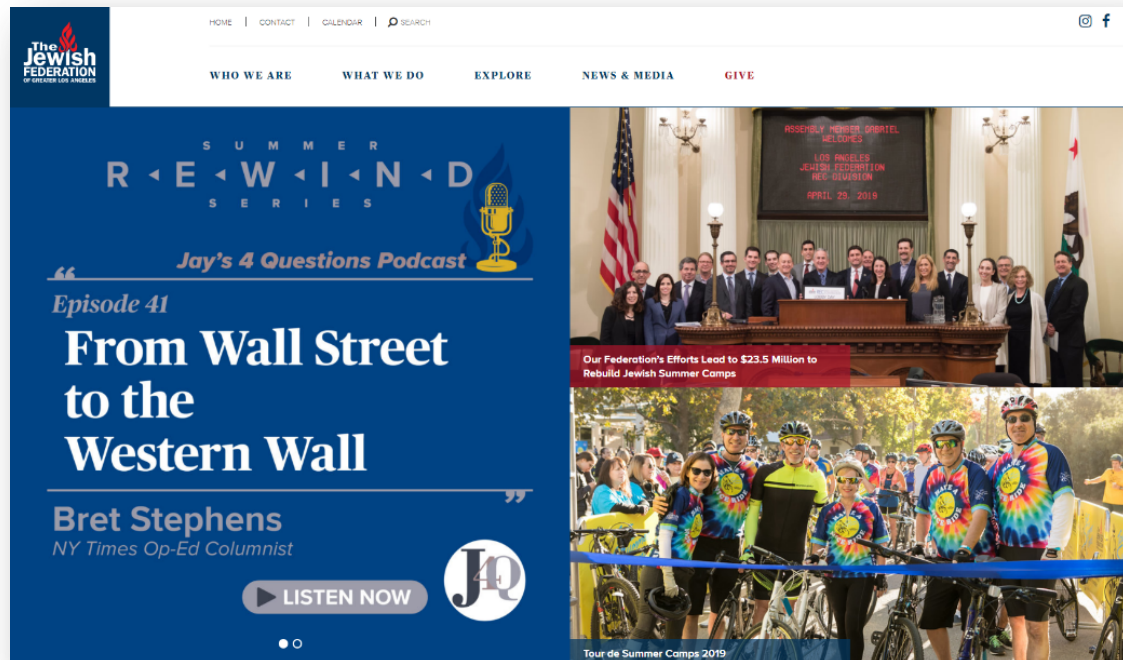 The
Jewish
FEDERATION
OF GREATER LOS ANGELES
HOME | CONTACT | CALENDAR | SEARCH
WHO WE ARE WHAT WE DO EXPLORE NEWS & MEDIA GIVE
SUMMER
R E W I N D
SERIES
Jay's 4 Questions Podcast
“
Episode 41
From Wall Street
to the
Western Wall
”
Bret Stephens
NY Times Op-Ed Columnist
LISTEN NOW
J4Q
ASSEMBLY MEMBER GABRIEL
WELCOMES
LOS ANGELES
JEWISH FEDERATION
APRIL 29, 2019
Our Federation's Efforts Lead to $23.5 Million to
Rebuild Jewish Summer Camps
MAKE A
RIDE
Tour de Summer Camps 2019